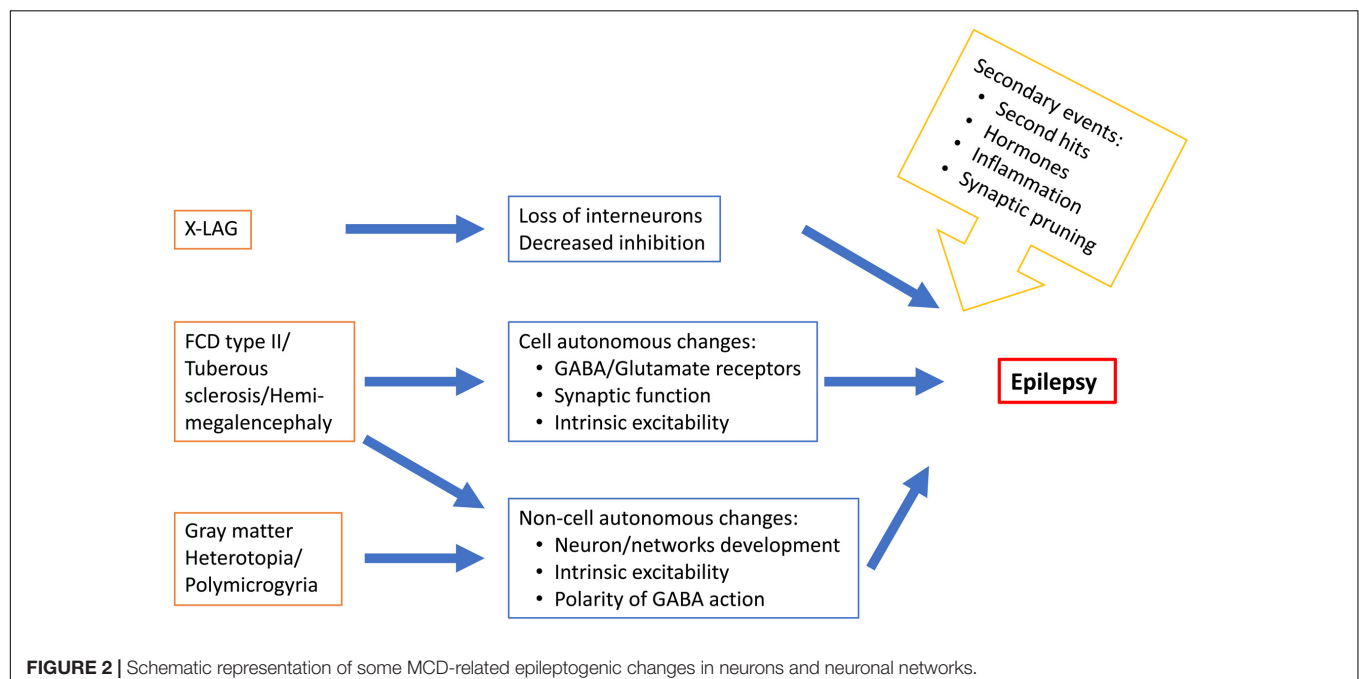 Secondary events:
• Second hits
• Hormones
• Inflammation
• Synaptic pruning
X-LAG
Loss of interneurons
Decreased inhibition
FCD type II/
Tuberous
sclerosis/Hemi-
megalencephaly
Cell autonomous changes:
• GABA/Glutamate receptors
• Synaptic function
• Intrinsic excitability
Epilepsy
Gray matter
Heterotopia/
Polymicrogyria
Non-cell autonomous changes:
• Neuron/networks development
• Intrinsic excitability
• Polarity of GABA action
FIGURE 2 | Schematic representation of some MCD-related epileptogenic changes in neurons and neuronal networks.